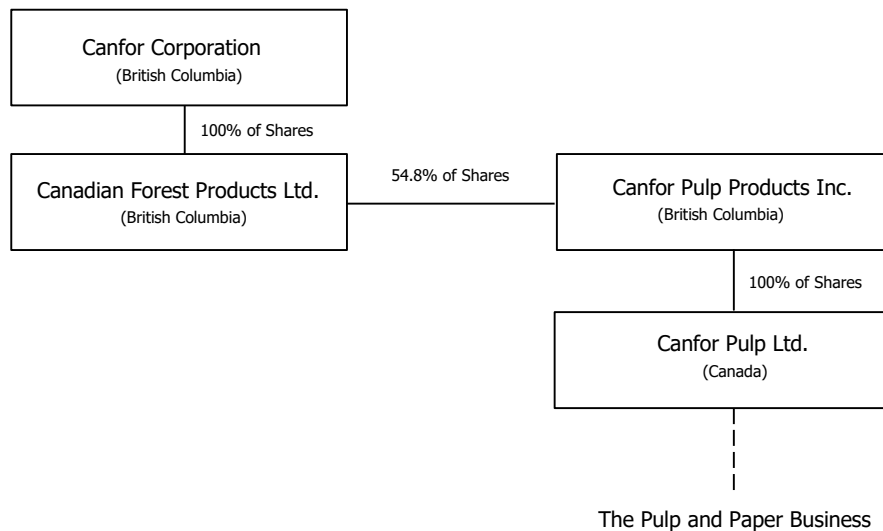 Canfor Corporation
(British Columbia)
100% of Shares
Canadian Forest Products Ltd.
(British Columbia)
54.8% of Shares
Canfor Pulp Products Inc.
(British Columbia)
100% of Shares
Canfor Pulp Ltd.
(Canada)
The Pulp and Paper Business